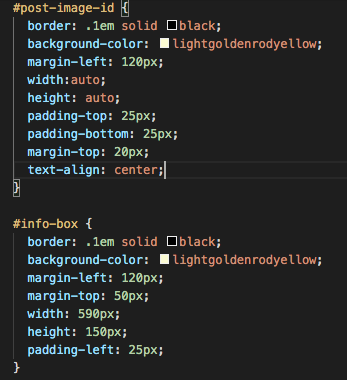 #post-image-id {
border: .1em solid black;
background-color: lightgoldenrodyellow;
margin-left: 120px;
width:auto;
height: auto;
padding-top: 25px;
padding-bottom: 25px;
margin-top: 20px;
text-align: center;
}
#info-box {
border: .1em solid black;
background-color: lightgoldenrodyellow;
margin-left: 120px;
margin-top: 50px;
width: 590px;
height: 150px;
padding-left: 25px;
}